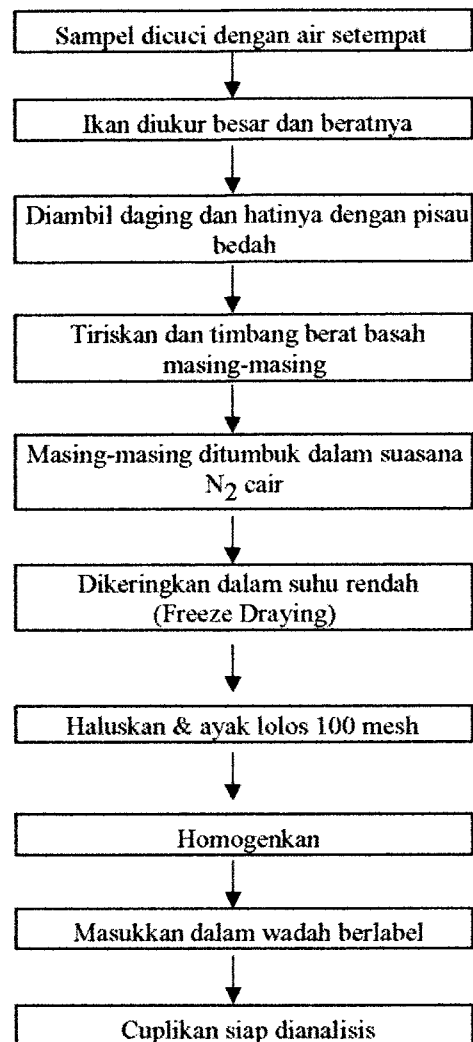 Sampel dicuci dengan air setempat
Ikan diukur besar dan beratnya
Diambil daging dan hatinya dengan pisau
bedah
Tiriskan dan timbang berat basah
masing-masing
Masing-masing ditumbuk dalam suasana
N2 cair
Dikeringkan dalam suhu rendah
(Freeze Draying)
Haluskan & ayak lolos 100 mesh
Homogenkan
Masukkan dalam wadah berlabel
Cuplikan siap dianalisis